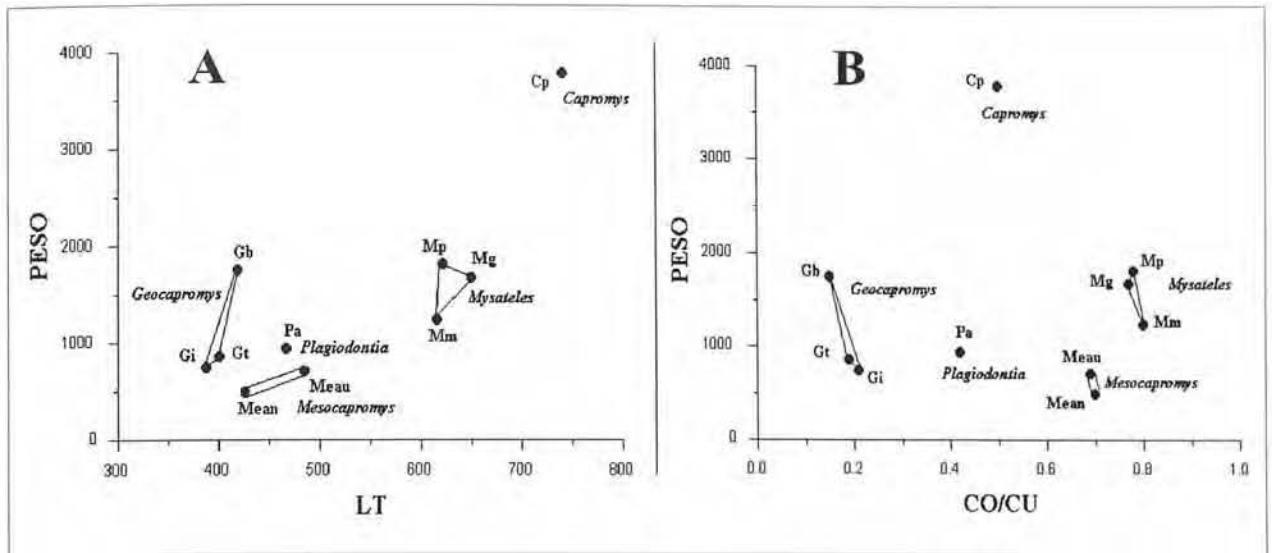 A
PESO
4000
3000
2000
1000
0
Cp
Capromys
Gb
Geocapromys
Gi
Gt
Pa
Plagiodontia
Mp
Mg
Mysateles
Mm
Meau
Mean
Mesocapromys
300 400 500 600 700 800
LT
B
PESO
4000
3000
2000
1000
0
Cp
Capromys
Gb
Geocapromys
Gt
Gi
Pa
Plagiodontia
Mp
Mg
Mysateles
Mm
Meau
Mesocapromys
Mean
0.0 0.2 0.4 0.6 0.8 1.0
CO/CU